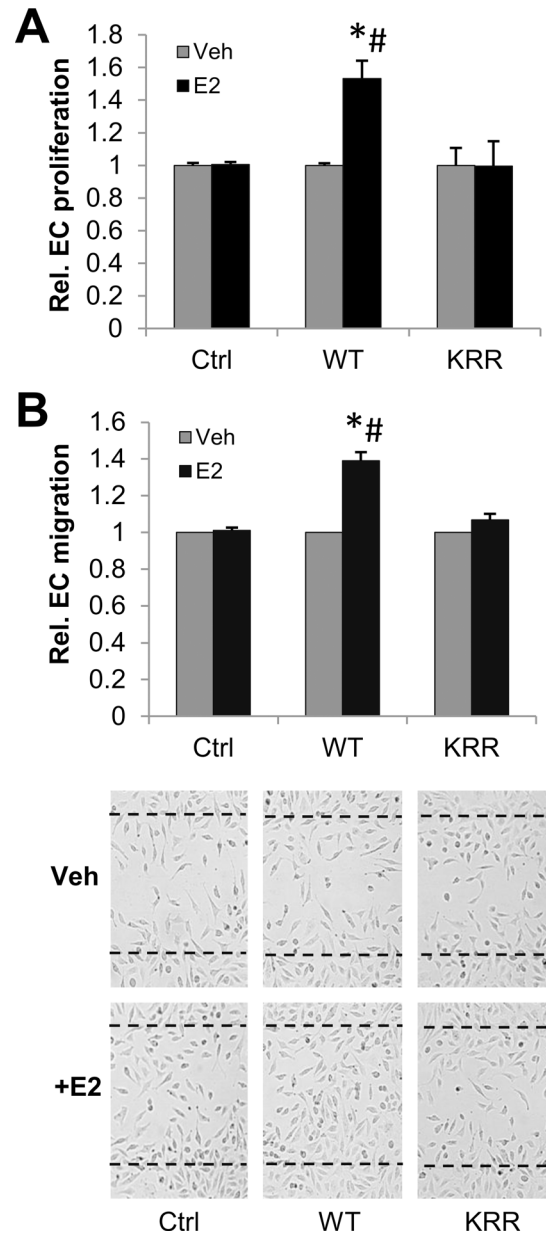 A
Rel. EC proliferation
1.8
1.6
1.4
1.2
1
0.8
0.6
0.4
0.2
0
Veh
E2
*#
Ctrl WT KRR
B
Rel. EC migration
1.6
1.4
1.2
1
0.8
0.6
0.4
0.2
0
Veh
E2
*#
Ctrl WT KRR
Veh
+E2
Ctrl WT KRR